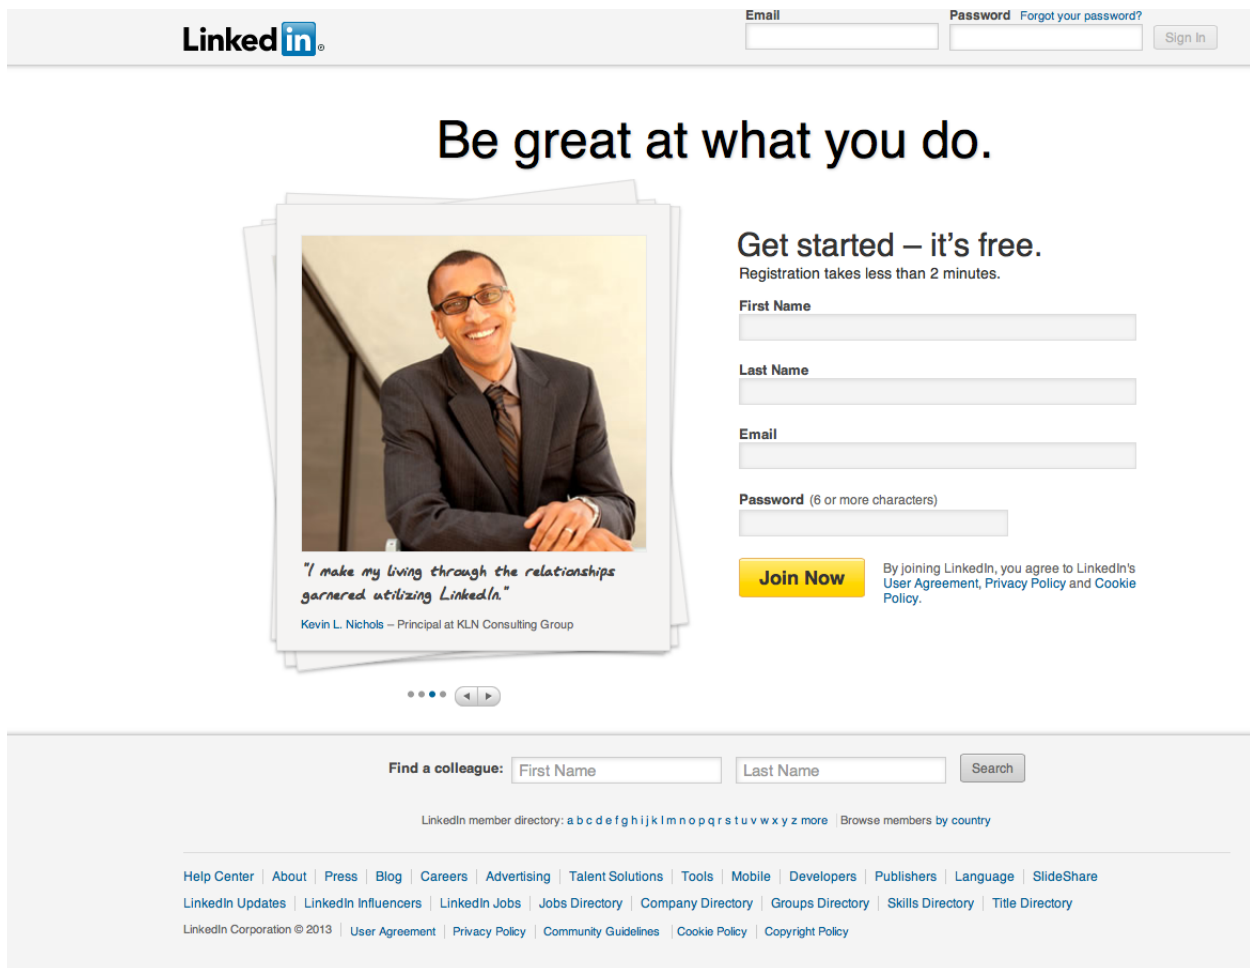 Linked in®
Email
Password Forgot your password?
Sign In
Be great at what you do.
"I make my living through the relationships
garnered utilizing LinkedIn."
Kevin L. Nichols – Principal at KLN Consulting Group
Get started – it's free.
Registration takes less than 2 minutes.
First Name
Last Name
Email
Password (6 or more characters)
Join Now
By joining LinkedIn, you agree to LinkedIn's
User Agreement, Privacy Policy and Cookie
Policy.
Find a colleague: First Name Last Name Search
LinkedIn member directory: a b c d e f g h i j k l m n o p q r s t u v w x y z more | Browse members by country
Help Center | About | Press | Blog | Careers | Advertising | Talent Solutions | Tools | Mobile | Developers | Publishers | Language | SlideShare
LinkedIn Updates | LinkedIn Influencers | LinkedIn Jobs | Jobs Directory | Company Directory | Groups Directory | Skills Directory | Title Directory
LinkedIn Corporation © 2013 | User Agreement | Privacy Policy | Community Guidelines | Cookie Policy | Copyright Policy